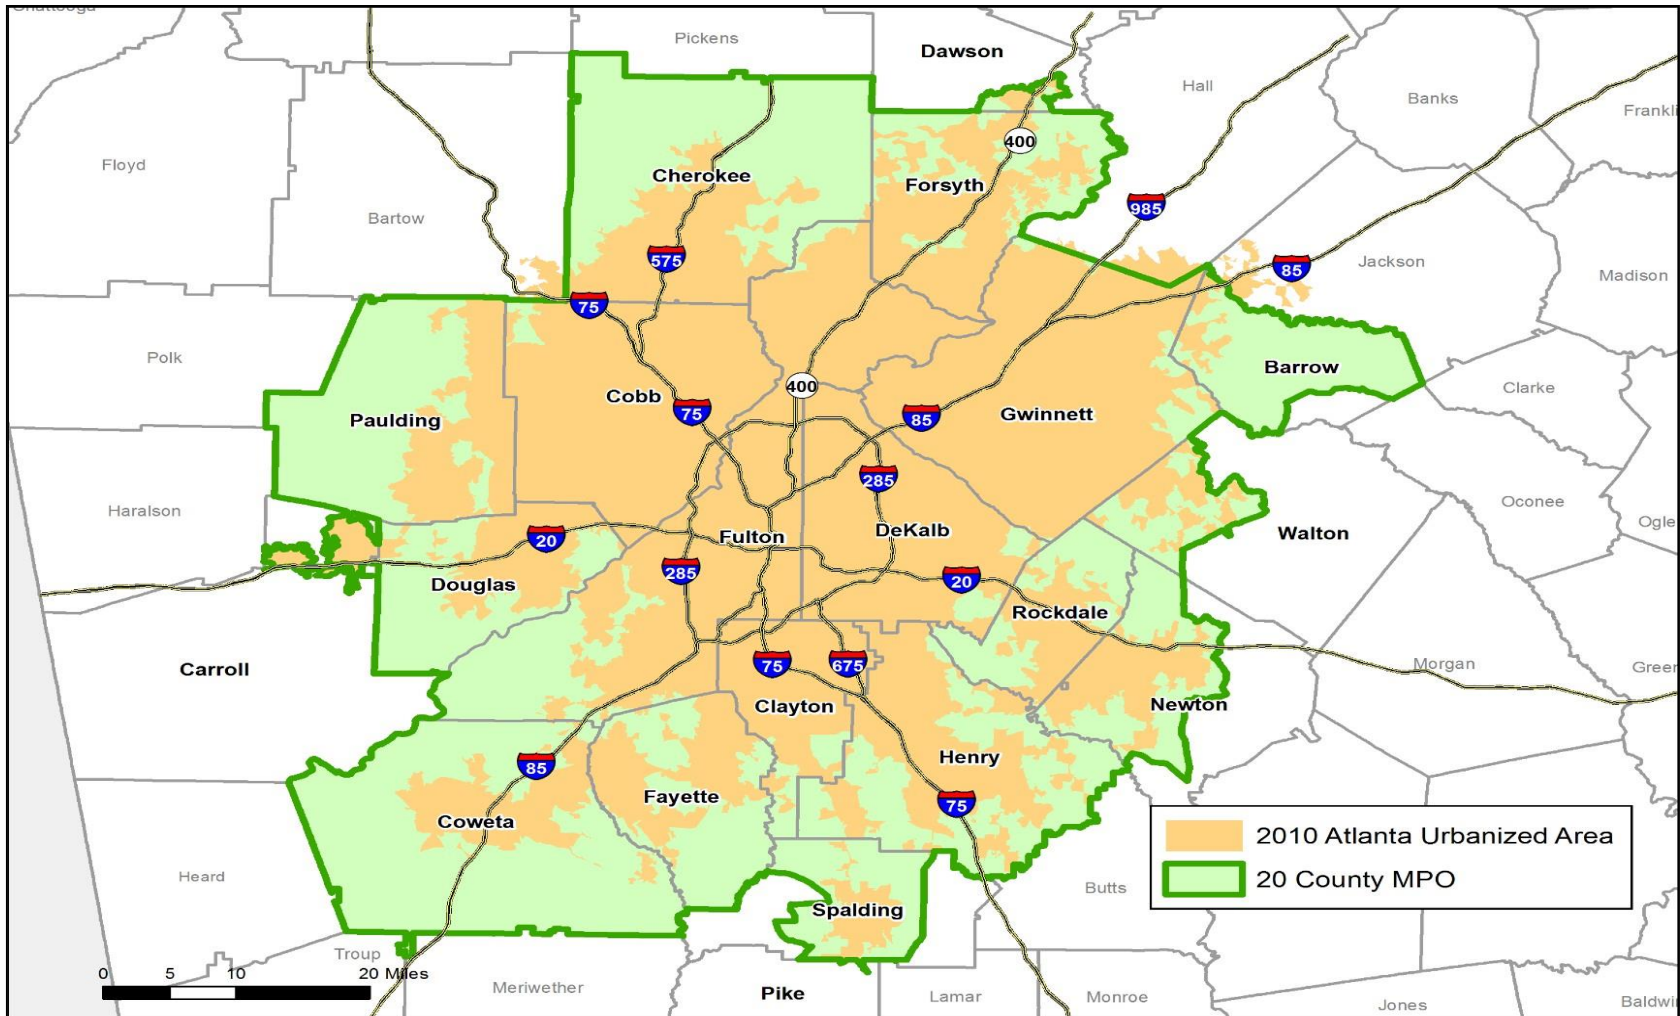 Chattooga
Pickens
Dawson
Hall
Banks
Frankli
400
Floyd
Cherokee
Forsyth
Bartow
985
575
85
Jackson
Madison
75
Polk
Barrow
Clarke
400
Cobb
75
85
Gwinnett
Paulding
285
Haralson
Oconee
Ogle
20
Fulton
DeKalb
Walton
285
20
Douglas
Rockdale
75
675
Carroll
Morgan
Green
Clayton
Newton
85
Henry
Fayette
75
Coweta
2010 Atlanta Urbanized Area
20 County MPO
Heard
Butts
Spalding
Troup
0 5 10 20 Miles
Meriwether
Pike
Lamar
Monroe
Jones
Baldwi